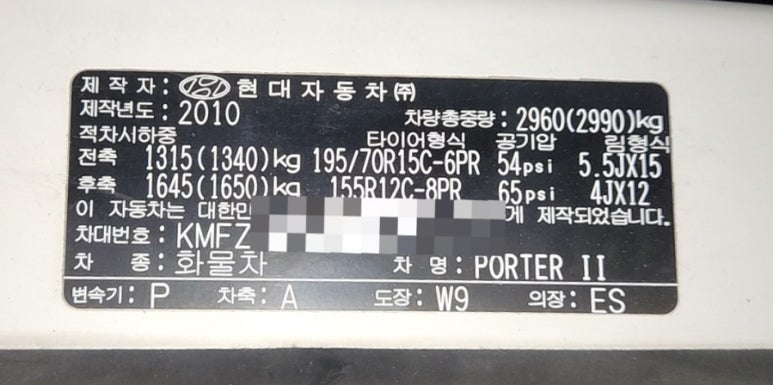 제작자: HYUNDAI 현대자동차㈜
제작년도: 2010 차량총중량: 2960(2990)kg
적차시하중 타이어형식 공기압 림형식
전축 1315(1340)kg 195/70R15C-6PR 54psi 5.5JX15
후축 1645(1650)kg 155R12C-8PR 65psi 4JX12
이 자동차는 대한민 게 제작되었습니다.
차대번호: KMFZ
차 종: 화물차 차 명: PORTER II
변속기: P 차축: A 도장: W9 의장: ES